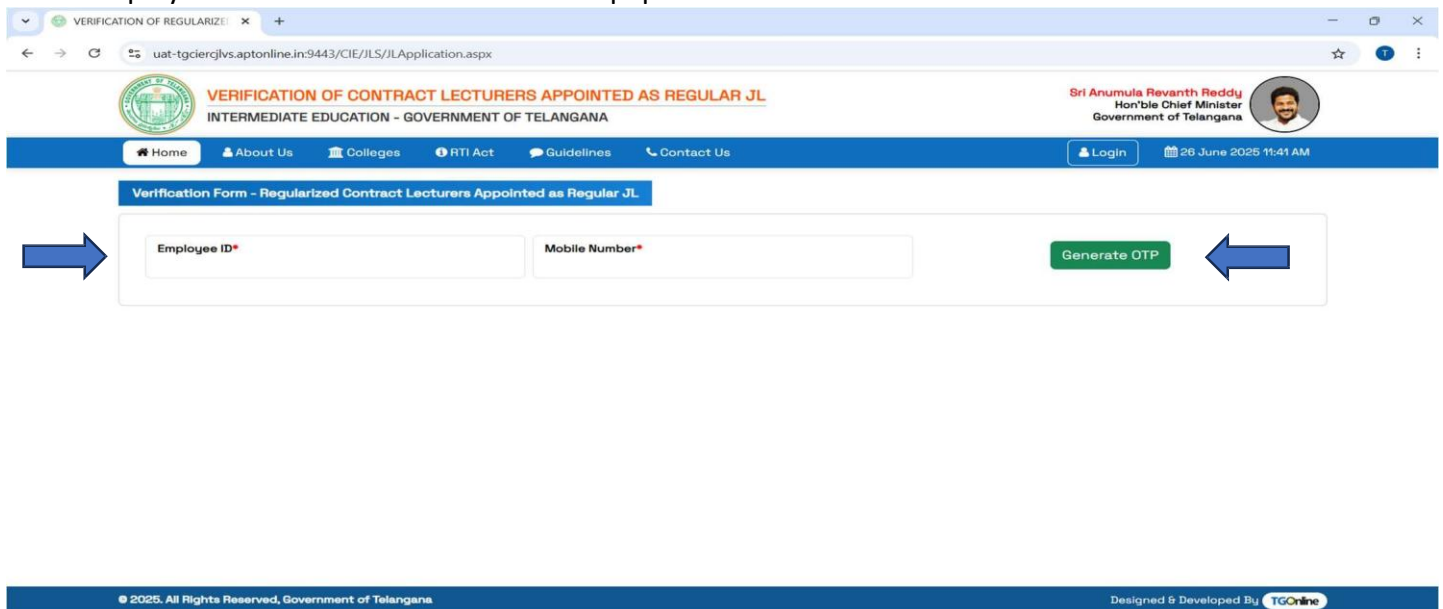 VERIFICATION OF REGULARIZE
uat-tgciercjlvs.aptonline.in:9443/CIE/JLS/JLApplication.aspx
T
VERIFICATION OF CONTRACT LECTURERS APPOINTED AS REGULAR JL
INTERMEDIATE EDUCATION - GOVERNMENT OF TELANGANA
Sri Anumula Revanth Reddy
Hon'ble Chief Minister
Government of Telangana
Home About Us Colleges RTI Act Guidelines Contact Us Login 26 June 2025 11:41 AM
Verification Form - Regularized Contract Lecturers Appointed as Regular JL
Employee ID* Mobile Number* Generate OTP
© 2025. All Rights Reserved, Government of Telangana Designed & Developed By TGOnline